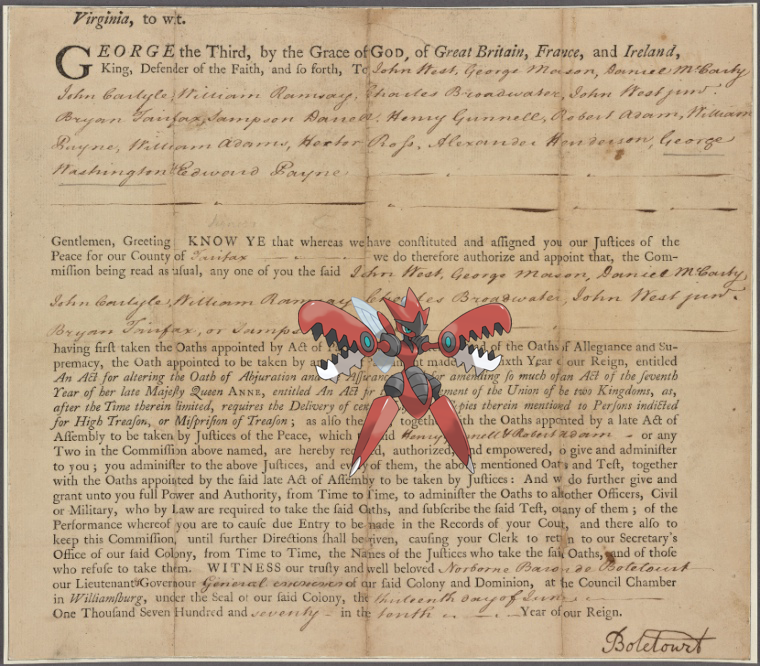 Virginia, to wit.
GEORGE the Third, by the Grace of GOD, of Great Britain, France, and Ireland,
King, Defender of the Faith, and ſo forth, To John West, George Mason, Daniel McCarty
John Carlyle, William Ramsay, Charles Broadwater, John West junr.
Bryan Fairfax, Sampson Darrell, Henry Gunnell, Robert Adam, William
Payne, William Adams, Hector Ross, Alexander Henderson, George
Washington & Edward Payne
Gentlemen, Greeting KNOW YE that whereas we have conſtituted and aſſigned you our Juſtices of the
Peace for our County of Fairfax we do therefore authorize and appoint that, the Com-
miſſion being read as uſual, any one of you the ſaid John West, George Mason, Daniel McCarty
John Carlyle, William Ramsay Charles Broadwater, John West junr.
Bryan Fairfax, or Samps
having firſt taken the Oaths appointed by Act of of the Oaths of Allegiance and Su-
premacy, the Oath appointed to be taken by an made ſixth Year our Reign, entitled
An Act for altering the Oath of Abjuration and Aſſurance for amending ſo much of an Act of the ſeventh
Year of her late Majeſty Queen ANNE, entitled An Act of the Union of the two Kingdoms, as,
after the Time therein limited, requires the Delivery of Copies therein mentioned to Perſons indicted
for High Treaſon, or Miſpriſion of Treaſon; as alſo the together with the Oaths appointed by a late Act of
Aſſembly to be taken by Juſtices of the Peace, which ſaid Henry Gunnell & Robert Adam or any
Two in the Commiſſion above named, are hereby required, authorized and empowered, to give and adminiſter
to you; you adminiſter to the above Juſtices, and every of them, the above mentioned Oaths and Teſt, together
with the Oaths appointed by the ſaid late Act of Aſſembly to be taken by Juſtices: And we do further give and
grant unto you full Power and Authority, from Time to Time, to adminiſter the Oaths to all other Officers, Civil
or Military, who by Law are required to take the ſaid Oaths, and ſubſcribe the ſaid Teſt, or any of them; of the
Performance whereof you are to cauſe due Entry to be made in the Records of your Court, and there alſo to
keep this Commiſſion, until further Directions ſhall be given, cauſing your Clerk to return to our Secretary's
Office of our ſaid Colony, from Time to Time, the Names of the Juſtices who take the ſaid Oaths, and of thoſe
who refuſe to take them. WITNESS our truſty and well beloved Norborne Baron de Botetourt
our Lieutenant & Governour General of our ſaid Colony and Dominion, at the Council Chamber
in Williamſburg, under the Seal of our ſaid Colony, the thirteenth day of June
One Thouſand Seven Hundred and seventy in the tenth Year of our Reign.
Botetourt